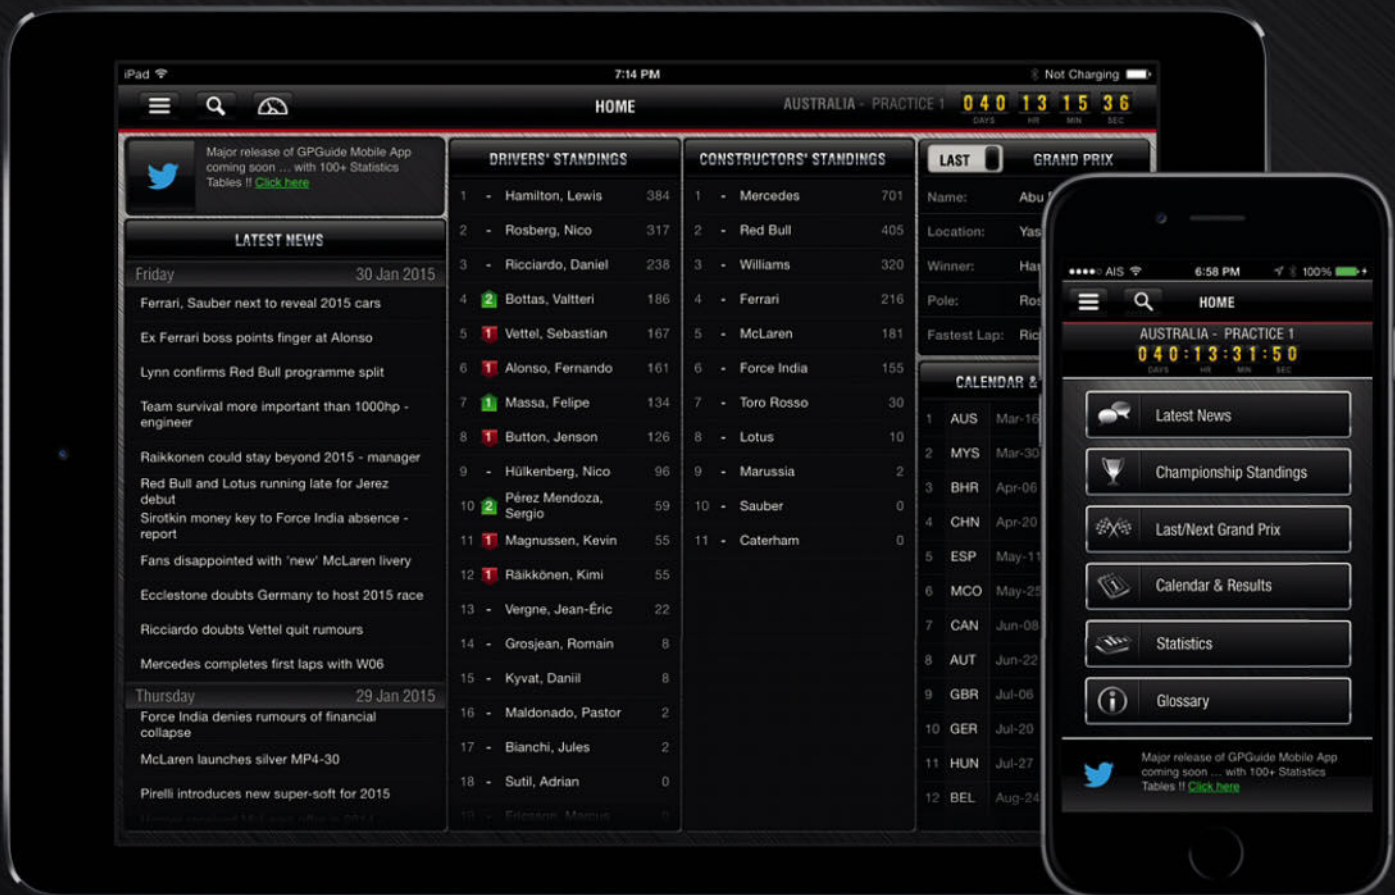 iPad 7:14 PM Not Charging
HOME AUSTRALIA - PRACTICE 1 040 13 15 36
DAYS HR MIN SEC
Major release of GPGuide Mobile App
coming soon ... with 100+ Statistics
Tables !! Click here
LATEST NEWS
Friday 30 Jan 2015
Ferrari, Sauber next to reveal 2015 cars
Ex Ferrari boss points finger at Alonso
Lynn confirms Red Bull programme split
Team survival more important than 1000hp -
engineer
Raikkonen could stay beyond 2015 - manager
Red Bull and Lotus running late for Jerez
debut
Sirotkin money key to Force India absence -
report
Fans disappointed with 'new' McLaren livery
Ecclestone doubts Germany to host 2015 race
Ricciardo doubts Vettel quit rumours
Mercedes completes first laps with W06
Thursday 29 Jan 2015
Force India denies rumours of financial
collapse
McLaren launches silver MP4-30
Pirelli introduces new super-soft for 2015
DRIVERS' STANDINGS
1 - Hamilton, Lewis 384
2 - Rosberg, Nico 317
3 - Ricciardo, Daniel 238
4 2 Bottas, Valtteri 186
5 1 Vettel, Sebastian 167
6 1 Alonso, Fernando 161
7 1 Massa, Felipe 134
8 1 Button, Jenson 126
9 - Hülkenberg, Nico 96
10 2 Pérez Mendoza, 59
Sergio
11 1 Magnussen, Kevin 55
12 1 Räikkönen, Kimi 55
13 - Vergne, Jean-Éric 22
14 - Grosjean, Romain 8
15 - Kvyat, Daniil 8
16 - Maldonado, Pastor 2
17 - Bianchi, Jules 2
18 - Sutil, Adrian 0
19 - Ericsson, Marcus 0
CONSTRUCTORS' STANDINGS
1 - Mercedes 701
2 - Red Bull 405
3 - Williams 320
4 - Ferrari 216
5 - McLaren 181
6 - Force India 155
7 - Toro Rosso 30
8 - Lotus 10
9 - Marussia 2
10 - Sauber 0
11 - Caterham 0
LAST GRAND PRIX
Name: Abu
Location: Yas
Winner: Ha
Pole: Ros
Fastest Lap: Ric
CALENDAR &
1 AUS Mar-16
2 MYS Mar-30
3 BHR Apr-06
4 CHN Apr-20
5 ESP May-11
6 MCO May-25
7 CAN Jun-08
8 AUT Jun-22
9 GBR Jul-06
10 GER Jul-20
11 HUN Jul-27
12 BEL Aug-24
AIS 6:58 PM 100%
HOME
AUSTRALIA - PRACTICE 1
040:13:31:50
DAYS HR MIN SEC
Latest News
Championship Standings
Last/Next Grand Prix
Calendar & Results
Statistics
Glossary
Major release of GPGuide Mobile App
coming soon ... with 100+ Statistics
Tables !! Click here